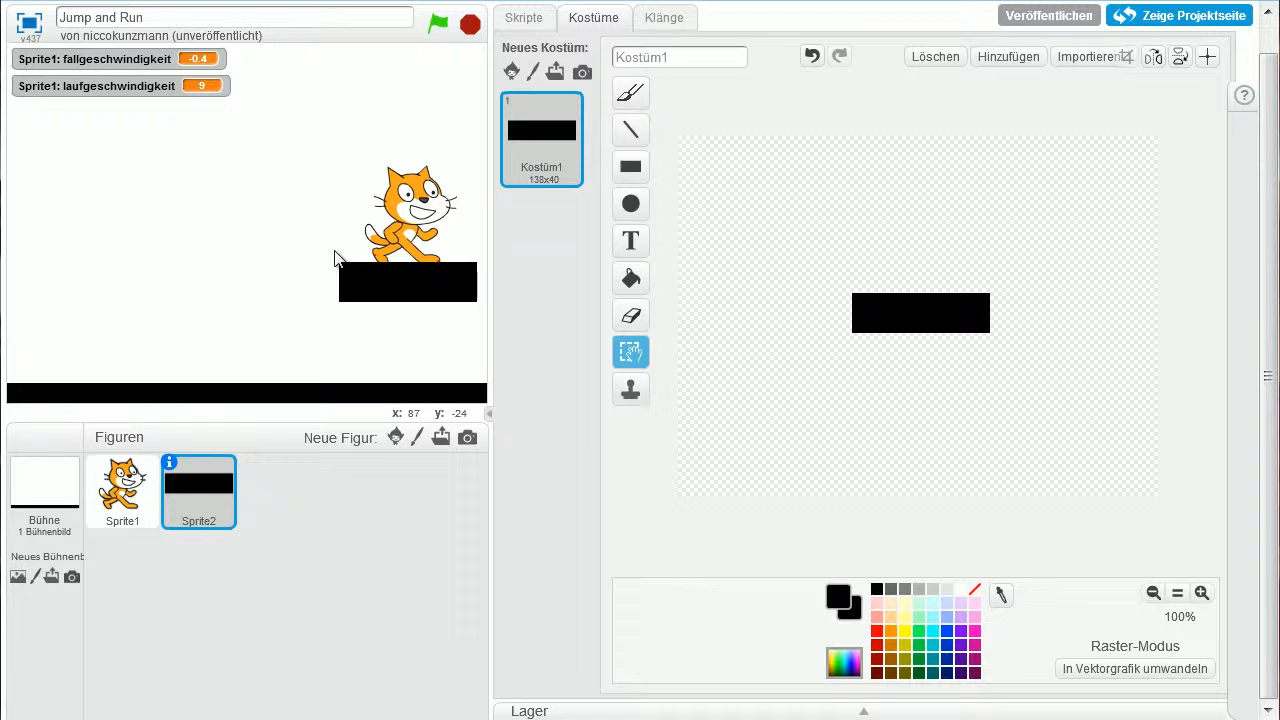 Jump and Run
von niccokunzmann (unveröffentlicht)
v437
Sprite1: fallgeschwindigkeit -0.4
Sprite1: laufgeschwindigkeit 9
x: 87 y: -24
Figuren
Neue Figur:
Bühne
1 Bühnenbild
Neues Bühnenb
Sprite1
Sprite2
Skripte
Kostüme
Klänge
Veröffentlichen
Zeige Projektseite
Neues Kostüm:
1
Kostüm1
138x40
Kostüm1
Löschen
Hinzufügen
Importieren
T
?
100%
Raster-Modus
In Vektorgrafik umwandeln
Lager